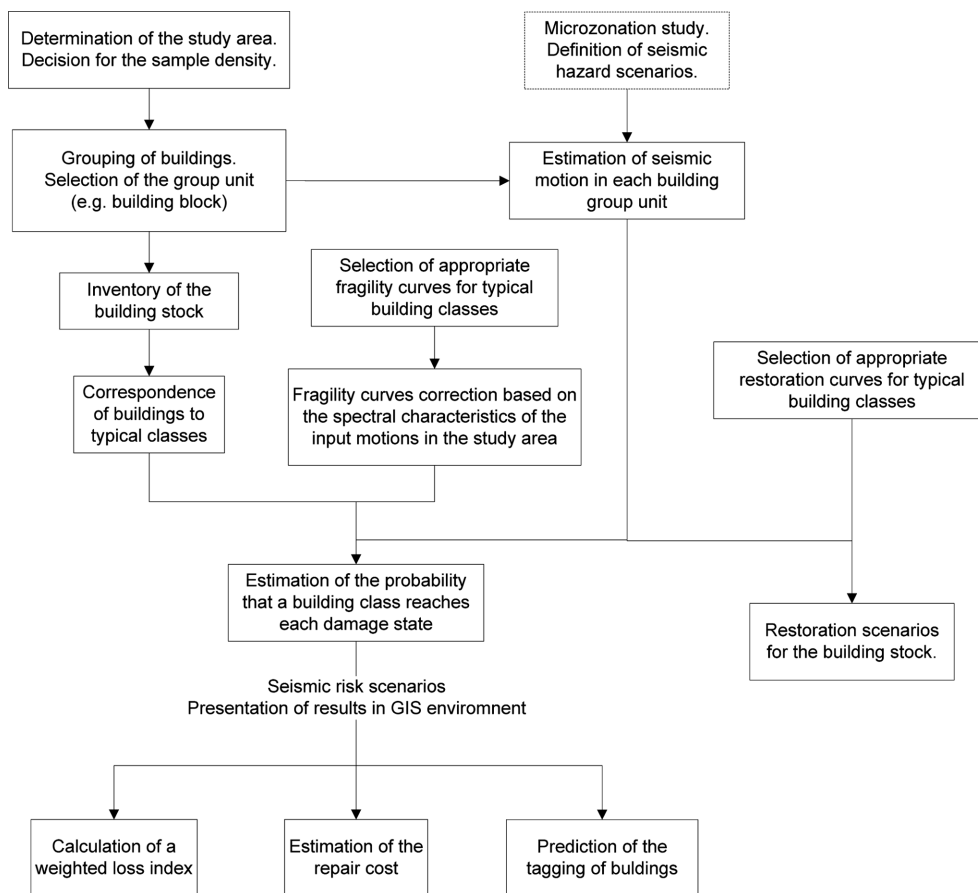 Determination of the study area.
Decision for the sample density.
Microzonation study.
Definition of seismic
hazard scenarios.
Grouping of buildings.
Selection of the group unit
(e.g. building block)
Estimation of seismic
motion in each building
group unit
Inventory of the
building stock
Selection of appropriate
fragility curves for typical
building classes
Selection of appropriate
restoration curves for typical
building classes
Correspondence
of buildings to
typical classes
Fragility curves correction based on
the spectral characteristics of the
input motions in the study area
Estimation of the probability
that a building class reaches
each damage state
Restoration scenarios
for the building stock.
Seismic risk scenarios
Presentation of results in GIS enviromnent
Calculation of a
weighted loss index
Estimation of the
repair cost
Prediction of the
tagging of buldings